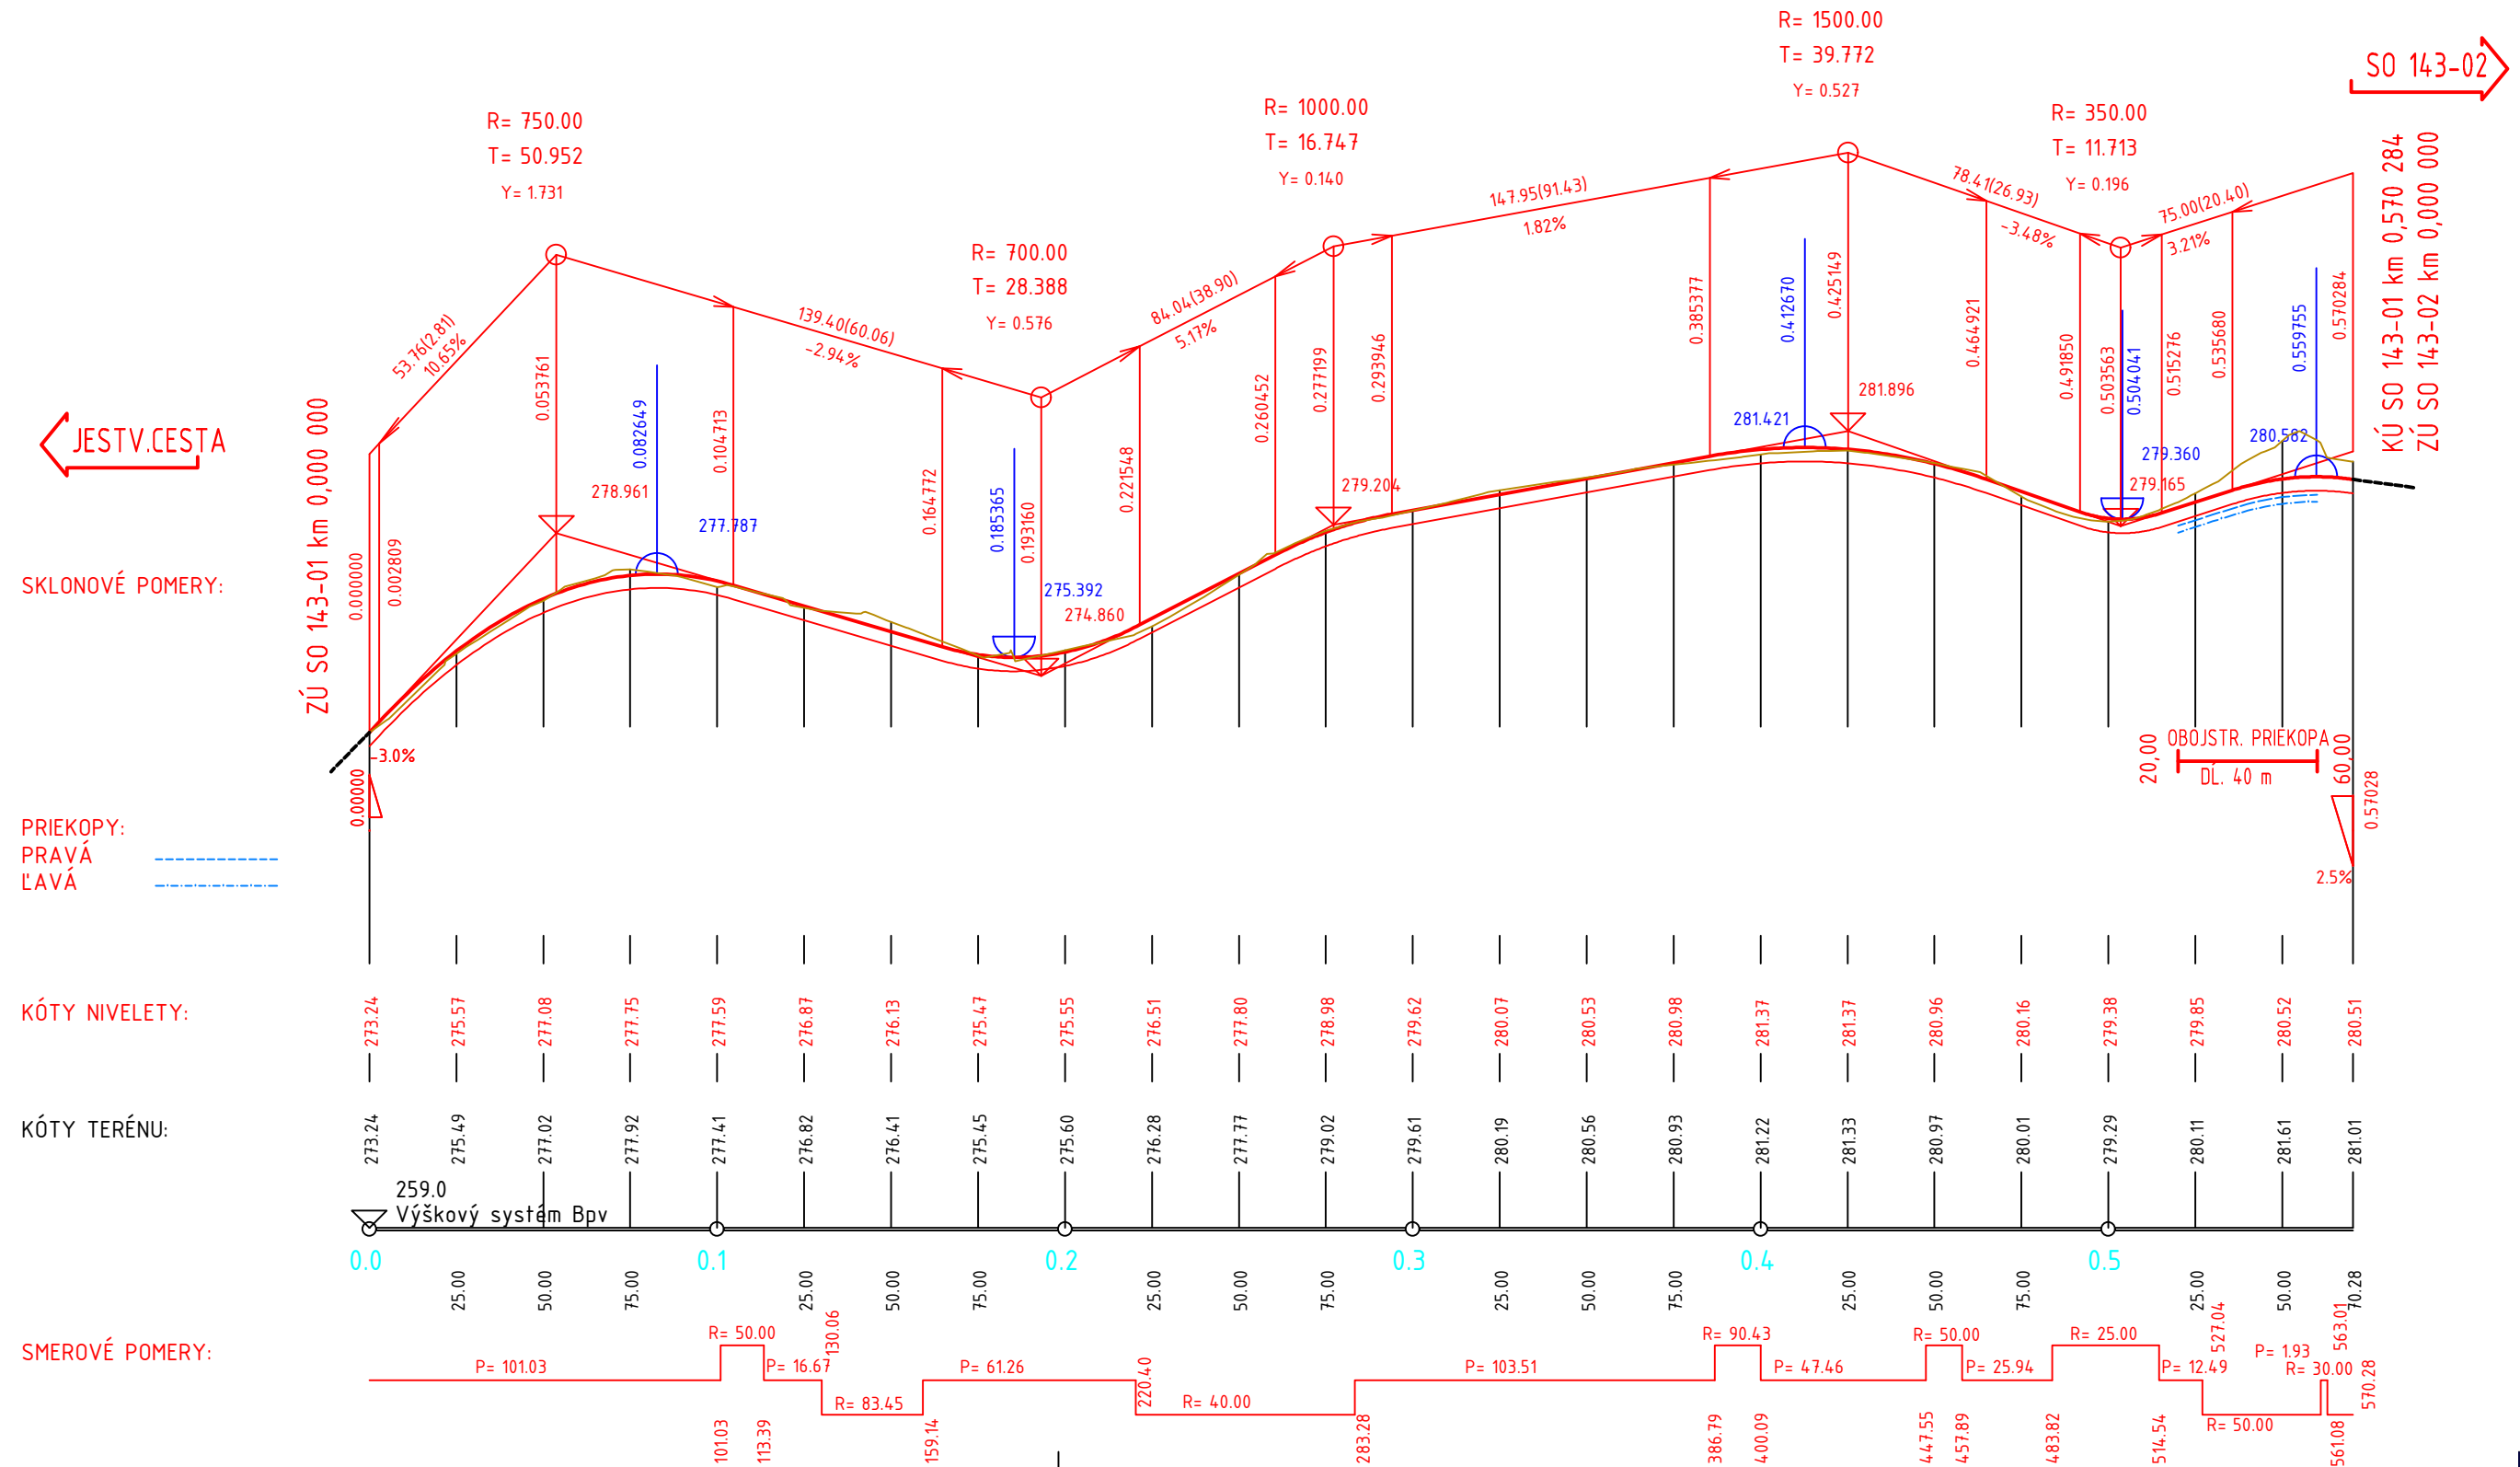 R= 1500.00
T= 39.772
Y= 0.527
SO 143-02
R= 750.00
T= 50.952
Y= 1.731
R= 1000.00
T= 16.747
Y= 0.140
R= 350.00
T= 11.713
Y= 0.196
R= 700.00
T= 28.388
Y= 0.576
53.76(2.81)
10.65%
139.40(60.06)
-2.94%
84.04(38.90)
5.17%
147.95(91.43)
1.82%
78.41(26.93)
-3.48%
75.00(20.40)
3.21%
KÚ SO 143-01 km 0,570 284
ZÚ SO 143-02 km 0,000 000
JESTV.CESTA
ZÚ SO 143-01 km 0,000 000
0.000000
0.002809
0.053761
0.082649
0.104713
0.164772
0.185365
0.193160
0.221548
0.260452
0.277199
0.293946
0.385377
0.412670
0.425149
0.464921
0.491850
0.503563
0.504041
0.515276
0.535680
0.559755
0.570284
278.961
277.787
275.392
274.860
279.204
281.421
281.896
279.360
279.165
280.582
SKLONOVÉ POMERY:
-3.0%
0.00000
20,00
OBOJSTR. PRIEKOPA
DĹ. 40 m
60,00
0.57028
2.5%
PRIEKOPY:
PRAVÁ
ĽAVÁ
KÓTY NIVELETY:
273.24 275.57 277.08 277.75 277.59 276.87 276.13 275.47 275.55 276.51 277.80 278.98 279.62 280.07 280.53 280.98 281.37 281.37 280.96 280.16 279.38 279.85 280.52 280.51
KÓTY TERÉNU:
273.24 275.49 277.02 277.92 277.41 276.82 276.41 275.45 275.60 276.28 277.77 279.02 279.61 280.19 280.56 280.93 281.22 281.33 280.97 280.01 279.29 280.11 281.61 281.01
259.0
Výškový systém Bpv
0.0 0.1 0.2 0.3 0.4 0.5
25.00 50.00 75.00 25.00 50.00 75.00 25.00 50.00 75.00 25.00 50.00 75.00 25.00 50.00 75.00 25.00 50.00 70.28
SMEROVÉ POMERY:
P= 101.03
101.03
R= 50.00
113.39
P= 16.67
130.06
R= 83.45
159.14
P= 61.26
220.40
R= 40.00
283.28
P= 103.51
386.79
R= 90.43
400.09
P= 47.46
447.55
R= 50.00
457.89
P= 25.94
483.82
R= 25.00
514.54
P= 12.49
527.04
R= 50.00
561.08
P= 1.93
563.01
R= 30.00
570.28